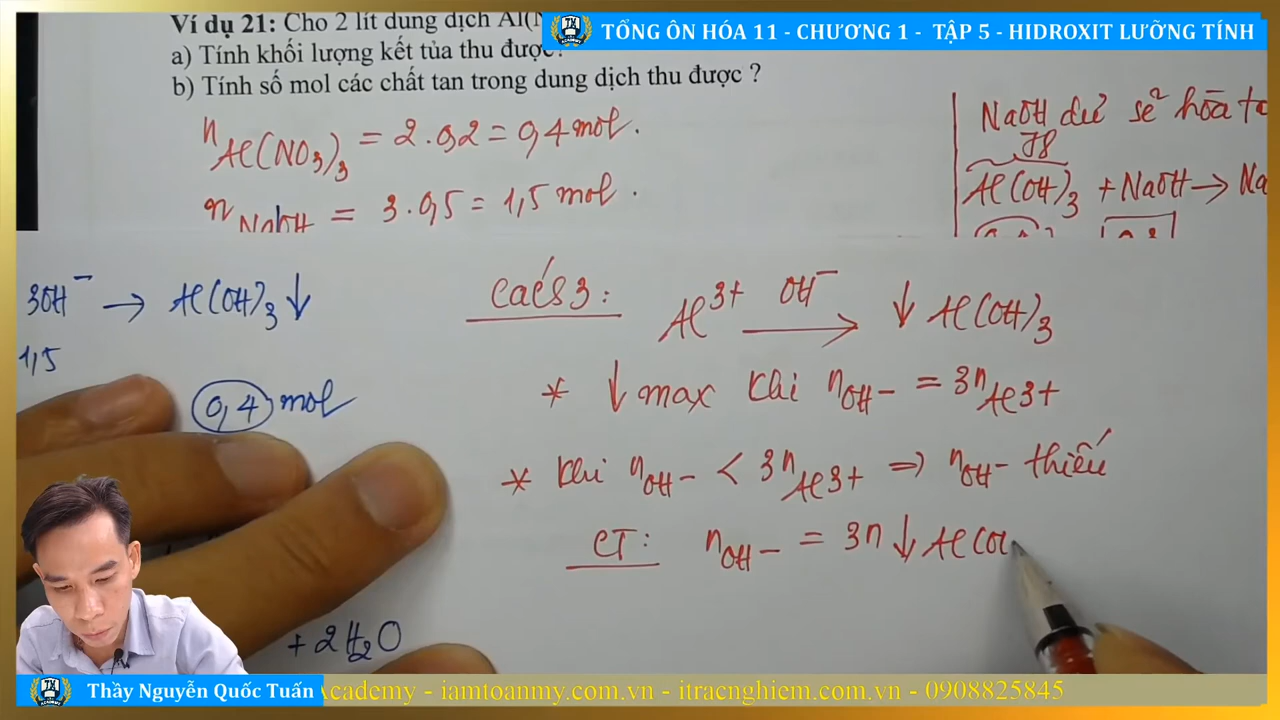 TỔNG ÔN HÓA 11 - CHƯƠNG 1 - TẬP 5 - HIDROXIT LƯỠNG TÍNH
Ví dụ 21: Cho 2 lít dung dịch Al(N
a) Tính khối lượng kết tủa thu được?
b) Tính số mol các chất tan trong dung dịch thu được ?
n Al(NO3)3 = 2.0,2 = 0,4 mol.
n NaOH = 3.0,5 = 1,5 mol.
NaOH dư sẽ hòa ta
Al(OH)3 + NaOH → Na
3OH⁻ → Al(OH)3 ↓
1,5
0,4 mol
+ 2H2O
Cách 3: Al³⁺ OH⁻ → ↓ Al(OH)3
* ↓ max khi nOH⁻ = 3nAl3+
* Khi nOH⁻ < 3nAl3+ ⇒ nOH⁻ thiếu
CT: nOH⁻ = 3n↓ Al(OH
Thầy Nguyễn Quốc Tuấn
Academy - iamtoanmy.com.vn - itracnghiem.com.vn - 0908825845